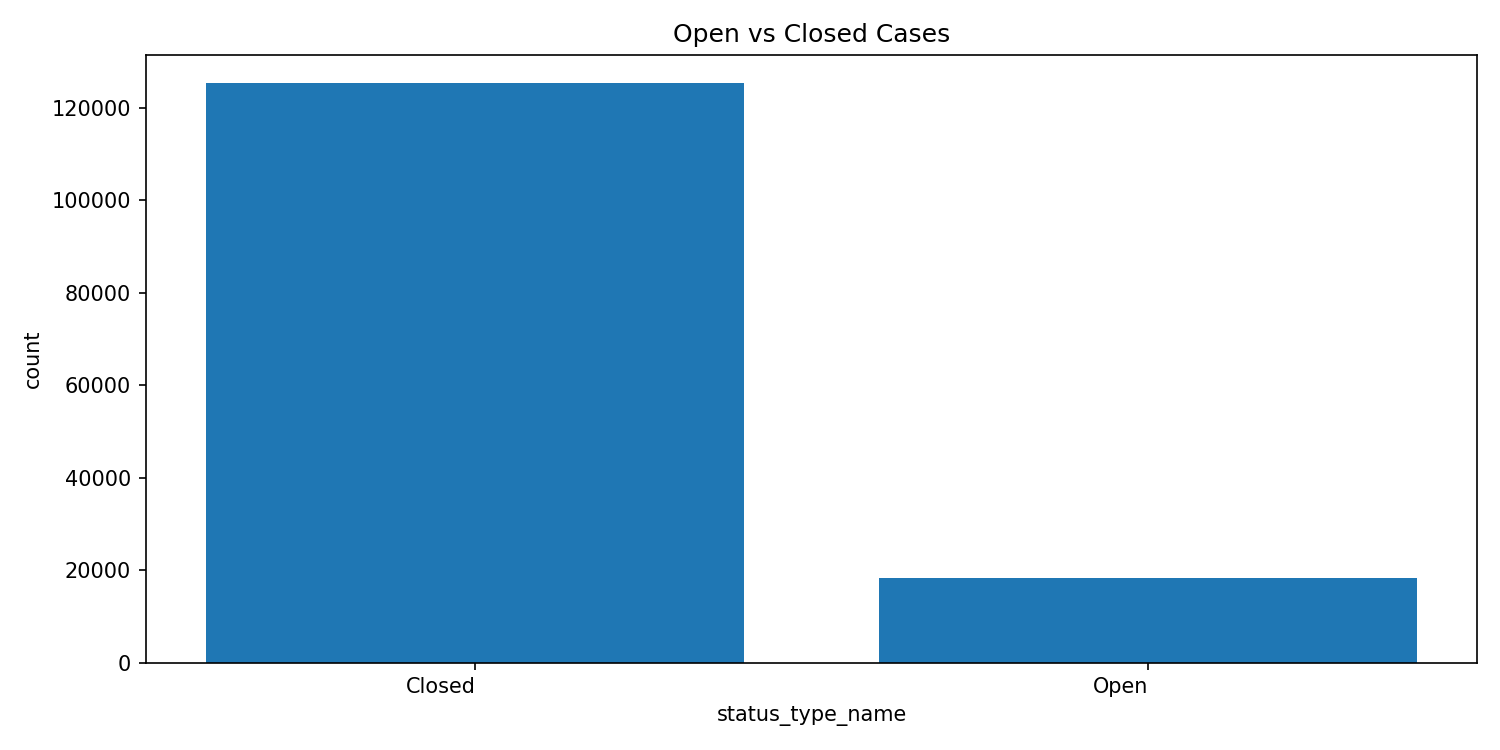 Open vs Closed Cases
120000
100000
80000
60000
40000
20000
0
count
Closed Open
status_type_name